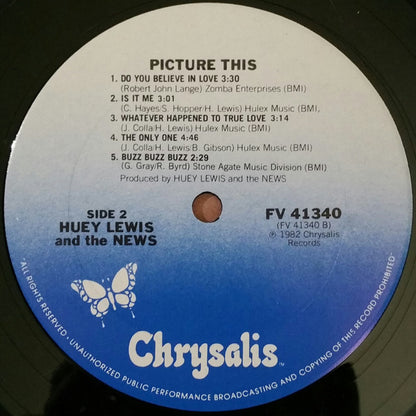 PICTURE THIS
1. DO YOU BELIEVE IN LOVE 3:30
(Robert John Lange) Zomba Enterprises (BMI)
2. IS IT ME 3:01
(C. Hayes/S. Hopper/H. Lewis) Hulex Music (BMI,
3. WHATEVER HAPPENED TO TRUE LOVE 3:14
(J. Colla/H. Lewis) Hulex Music (BMI)
4. THE ONLY ONE 4:46
(J. Colla/H. Lewis/B. Gibson) Hulex Music (BMI)
5. BUZZ BUZZ BUZZ 2:29
(G. Gray/R. Byrd) Stone Agate Music Division (BMI)
Produced by HUEY LEWIS and the NEWS
SIDE 2
HUEY LEWIS
and the NEWS
FV 41340
(FV 41340 B)
℗ 1982 Chrysalis
Records
Chrysalis™
ALL RIGHTS RESERVED · UNAUTHORIZED PUBLIC PERFORMANCE BROADCASTING AND COPYING OF THIS RECORD PROHIBITED